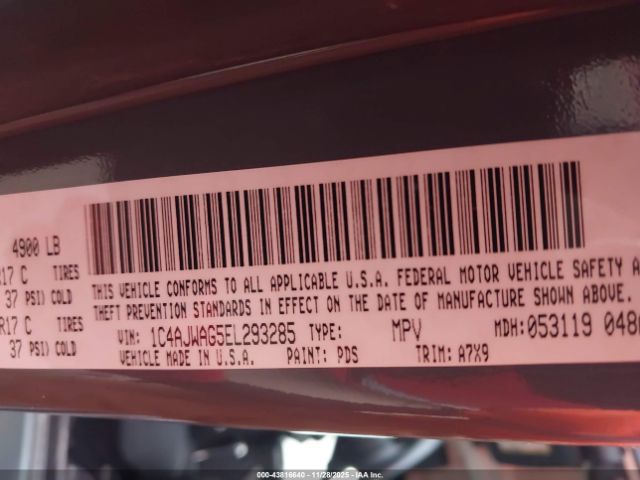 4900 LB
R17 C TIRES
37 PSI) COLD
R17 C TIRES
37 PSI) COLD
THIS VEHICLE CONFORMS TO ALL APPLICABLE U.S.A. FEDERAL MOTOR VEHICLE SAFETY A
THEFT PREVENTION STANDARDS IN EFFECT ON THE DATE OF MANUFACTURE SHOWN ABOVE.
VIN: 1C4AJWAG5EL293285 TYPE: MPV MDH: 053119 048
VEHICLE MADE IN U.S.A. PAINT: PDS TRIM: A7X9
000-43816640 - 11/28/2025 - IAAI Inc.